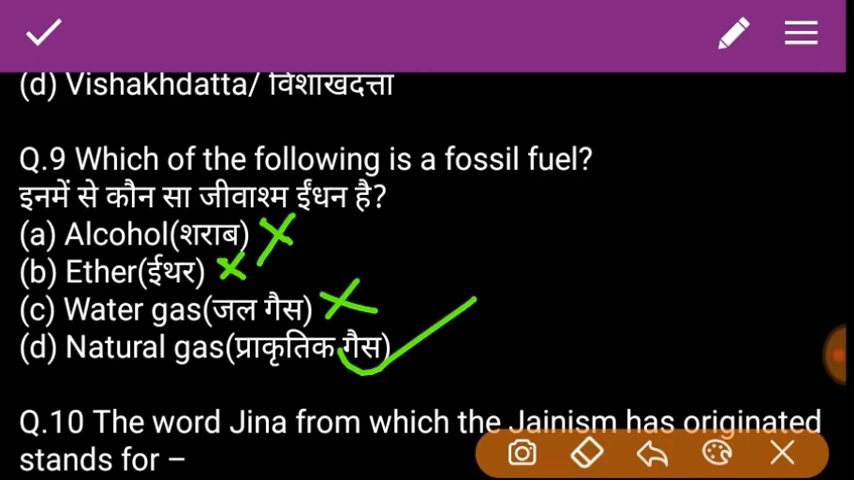 (d) Vishakhdatta/ विशाखदत्ता
Q.9 Which of the following is a fossil fuel?
इनमें से कौन सा जीवाश्म ईंधन है?
(a) Alcohol(शराब)
(b) Ether(ईथर)
(c) Water gas(जल गैस)
(d) Natural gas(प्राकृतिक गैस)
Q.10 The word Jina from which the Jainism has originated
stands for –